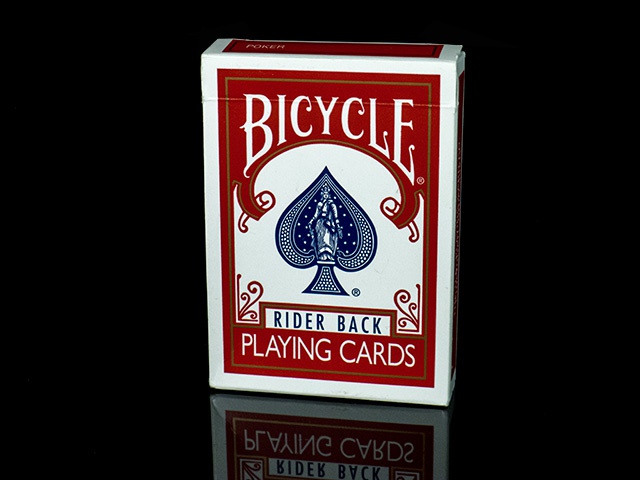 POKER
BICYCLE®
®
RIDER BACK
PLAYING CARDS